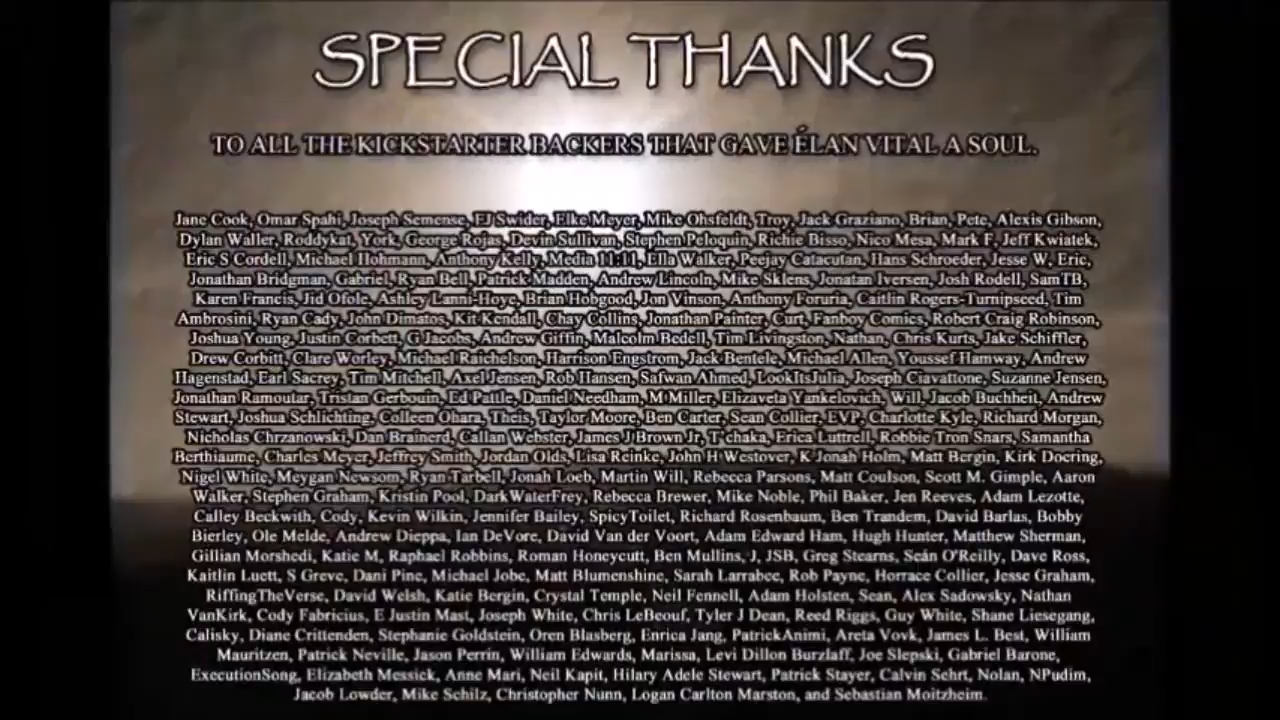 SPECIAL THANKS
TO ALL THE KICKSTARTER BACKERS THAT GAVE ÉLAN VITAL A SOUL.
Jane Cook, Omar Spahi, Joseph Semense, EJ Swider, Elke Meyer, Mike Ohsfeldt, Troy, Jack Graziano, Brian, Pete, Alexis Gibson,
Dylan Waller, Roddykat, York, George Rojas, Devin Sullivan, Stephen Peloquin, Richie Bisso, Nico Mesa, Mark F, Jeff Kwiatek,
Eric S Cordell, Michael Hohmann, Anthony Kelly, Media 11:11, Ella Walker, Peejay Catacutan, Hans Schroeder, Jesse W, Eric,
Jonathan Bridgman, Gabriel, Ryan Bell, Patrick Madden, Andrew Lincoln, Mike Sklens, Jonatan Iversen, Josh Rodell, SamTB,
Karen Francis, Jid Ofole, Ashley Lanni-Hoye, Brian Hobgood, Jon Vinson, Anthony Foruria, Caitlin Rogers-Turnipseed, Tim
Ambrosini, Ryan Cady, John Dimatos, Kit Kendall, Chay Collins, Jonathan Painter, Curt, Fanboy Comics, Robert Craig Robinson,
Joshua Young, Justin Corbett, G Jacobs, Andrew Giffin, Malcolm Bedell, Tim Livingston, Nathan, Chris Kurts, Jake Schiffler,
Drew Corbitt, Clare Worley, Michael Raichelson, Harrison Engstrom, Jack Bentele, Michael Allen, Youssef Hamway, Andrew
Hagenstad, Earl Sacrey, Tim Mitchell, Axel Jensen, Rob Hansen, Safwan Ahmed, LookItsJulia, Joseph Ciavattone, Suzanne Jensen,
Jonathan Ramoutar, Tristan Gerbouin, Ed Pattle, Daniel Needham, M Miller, Elizaveta Yankelovich, Will, Jacob Buchheit, Andrew
Stewart, Joshua Schlichting, Colleen Ohara, Theis, Taylor Moore, Ben Carter, Sean Collier, EVP, Charlotte Kyle, Richard Morgan,
Nicholas Chrzanowski, Dan Brainerd, Callan Webster, James J Brown Jr, T'chaka, Erica Luttrell, Robbie Tron Snars, Samantha
Berthiaume, Charles Meyer, Jeffrey Smith, Jordan Olds, Lisa Reinke, John H Westover, K Jonah Holm, Matt Bergin, Kirk Doering,
Nigel White, Meygan Newsom, Ryan Tarbell, Jonah Loeb, Martin Will, Rebecca Parsons, Matt Coulson, Scott M. Gimple, Aaron
Walker, Stephen Graham, Kristin Pool, DarkWaterFrey, Rebecca Brewer, Mike Noble, Phil Baker, Jen Reeves, Adam Lezotte,
Calley Beckwith, Cody, Kevin Wilkin, Jennifer Bailey, SpicyToilet, Richard Rosenbaum, Ben Trandem, David Barlas, Bobby
Bierley, Ole Melde, Andrew Dieppa, Ian DeVore, David Van der Voort, Adam Edward Ham, Hugh Hunter, Matthew Sherman,
Gillian Morshedi, Katie M, Raphael Robbins, Roman Honeycutt, Ben Mullins, J, JSB, Greg Stearns, Seán O'Reilly, Dave Ross,
Kaitlin Luett, S Greve, Dani Pine, Michael Jobe, Matt Blumenshine, Sarah Larrabee, Rob Payne, Horrace Collier, Jesse Graham,
RiffingTheVerse, David Welsh, Katie Bergin, Crystal Temple, Neil Fennell, Adam Holsten, Sean, Alex Sadowsky, Nathan
VanKirk, Cody Fabricius, E Justin Mast, Joseph White, Chris LeBeouf, Tyler J Dean, Reed Riggs, Guy White, Shane Liesegang,
Calisky, Diane Crittenden, Stephanie Goldstein, Oren Blasberg, Enrica Jang, PatrickAnimi, Areta Vovk, James L. Best, William
Mauritzen, Patrick Neville, Jason Perrin, William Edwards, Marissa, Levi Dillon Burzlaff, Joe Slepski, Gabriel Barone,
ExecutionSong, Elizabeth Messick, Anne Mari, Neil Kapit, Hilary Adele Stewart, Patrick Stayer, Calvin Sehrt, Nolan, NPudim,
Jacob Lowder, Mike Schilz, Christopher Nunn, Logan Carlton Marston, and Sebastian Moitzheim.